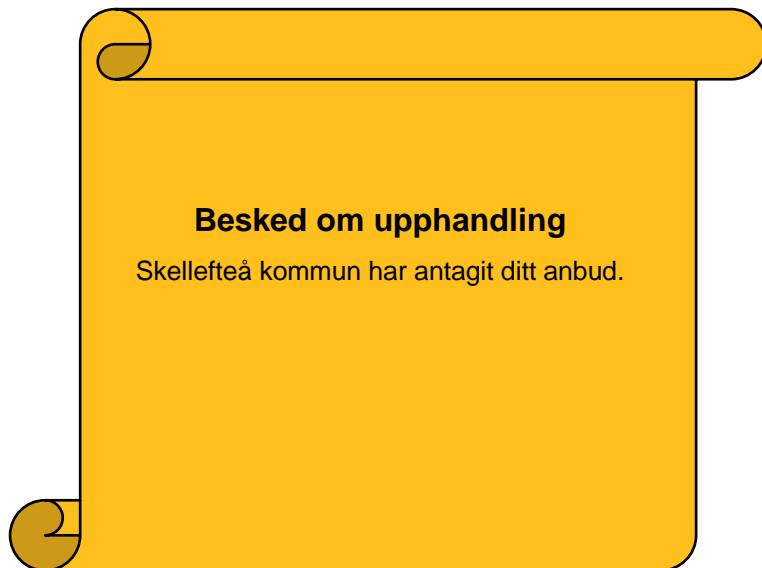 Besked om upphandling
Skellefteå kommun har antagit ditt anbud.